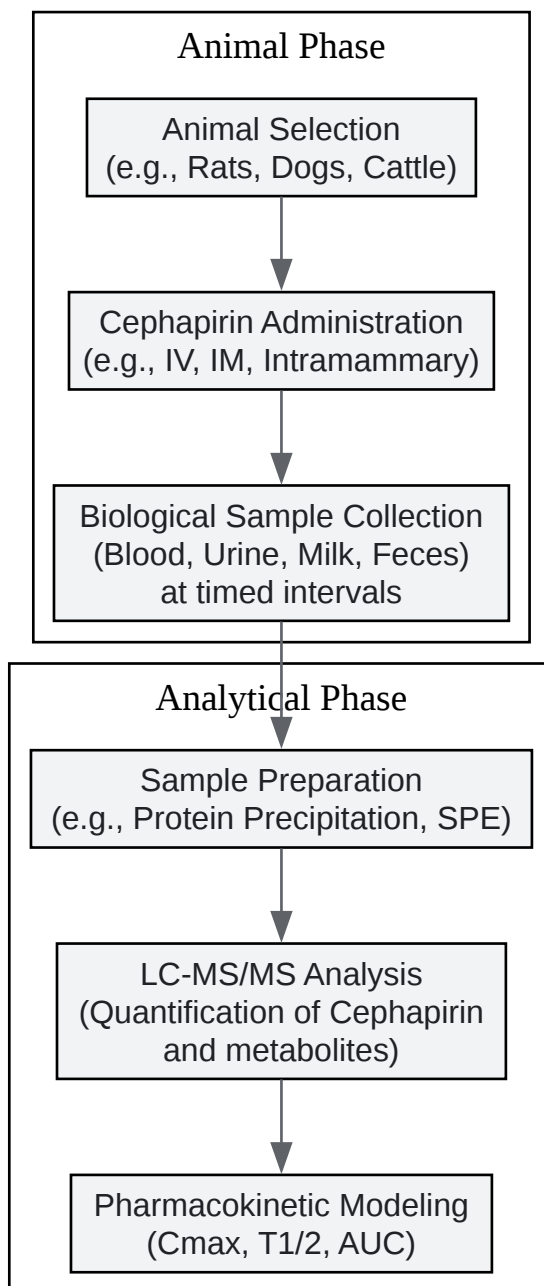 Animal Phase
Animal Selection
(e.g., Rats, Dogs, Cattle)
Cephapirin Administration
(e.g., IV, IM, Intramammary)
Biological Sample Collection
(Blood, Urine, Milk, Feces)
at timed intervals
Analytical Phase
Sample Preparation
(e.g., Protein Precipitation, SPE)
LC-MS/MS Analysis
(Quantification of Cephapirin
and metabolites)
Pharmacokinetic Modeling
(Cmax, T1/2, AUC)